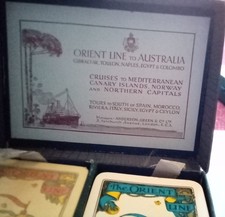 ORIENT LINE TO AUSTRALIA
GIBRALTAR, TOULON, NAPLES, EGYPT & COLOMBO
CRUISES TO MEDITERRANEAN
CANARY ISLANDS, NORWAY
AND NORTHERN CAPITALS
TOURS TO SOUTH OF SPAIN, MOROCCO,
RIVIERA, ITALY, SICILY, EGYPT & CEYLON
The ORIENT
LINE